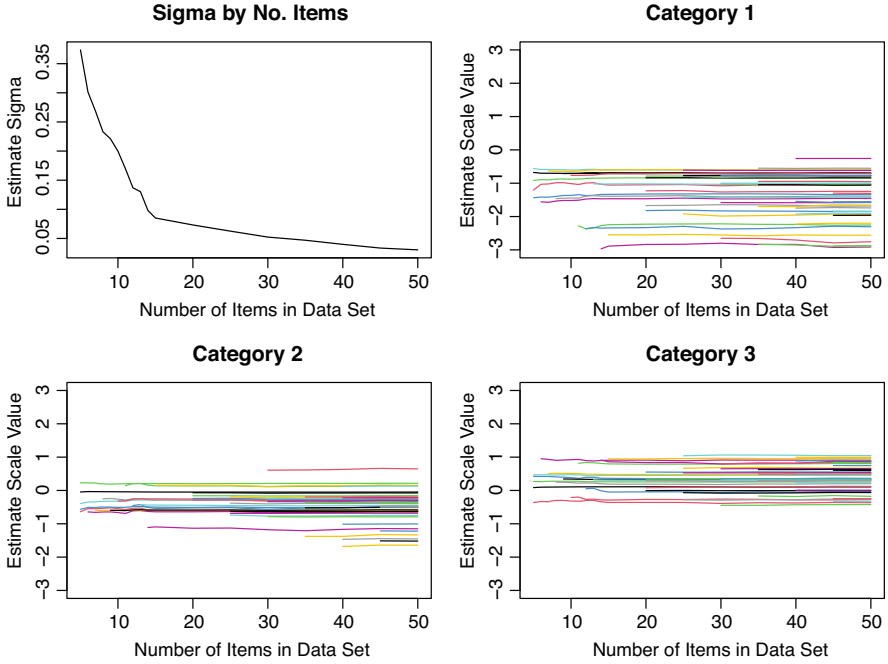 Sigma by No. Items
Estimate Sigma
0.05 0.15 0.25 0.35
10 20 30 40 50
Number of Items in Data Set
Category 1
Estimate Scale Value
-3 -2 -1 0 1 2 3
10 20 30 40 50
Number of Items in Data Set
Category 2
Estimate Scale Value
-3 -2 -1 0 1 2 3
10 20 30 40 50
Number of Items in Data Set
Category 3
Estimate Scale Value
-3 -2 -1 0 1 2 3
10 20 30 40 50
Number of Items in Data Set